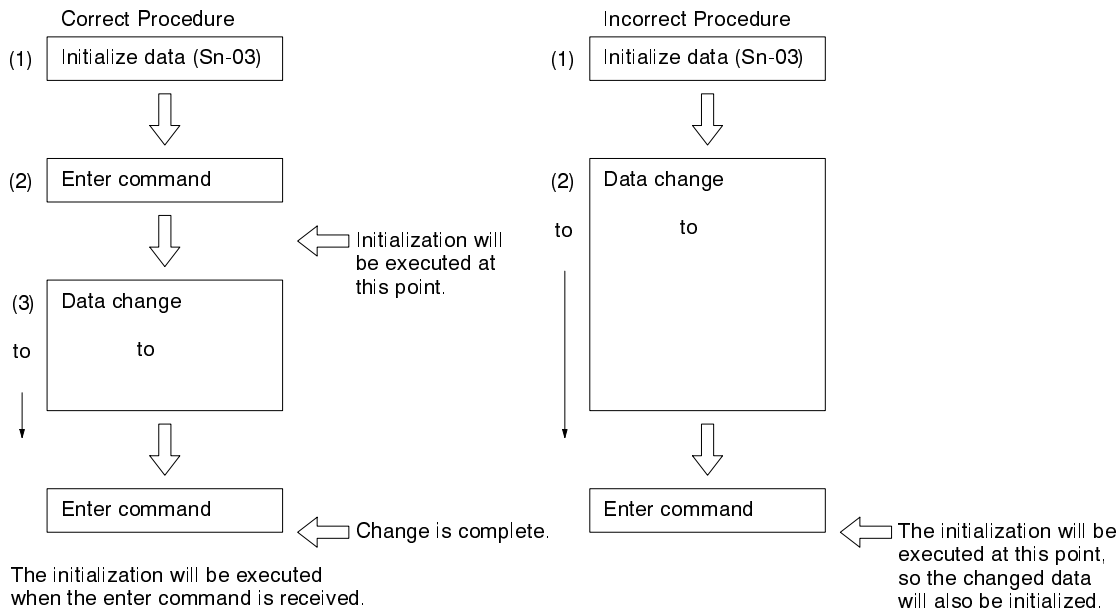 Correct Procedure
(1) Initialize data (Sn-03)
(2) Enter command
Initialization will
be executed at
this point.
(3) Data change
to to
Enter command
Change is complete.
The initialization will be executed
when the enter command is received.
Incorrect Procedure
(1) Initialize data (Sn-03)
(2) Data change
to to
Enter command
The initialization will be
executed at this point,
so the changed data
will also be initialized.